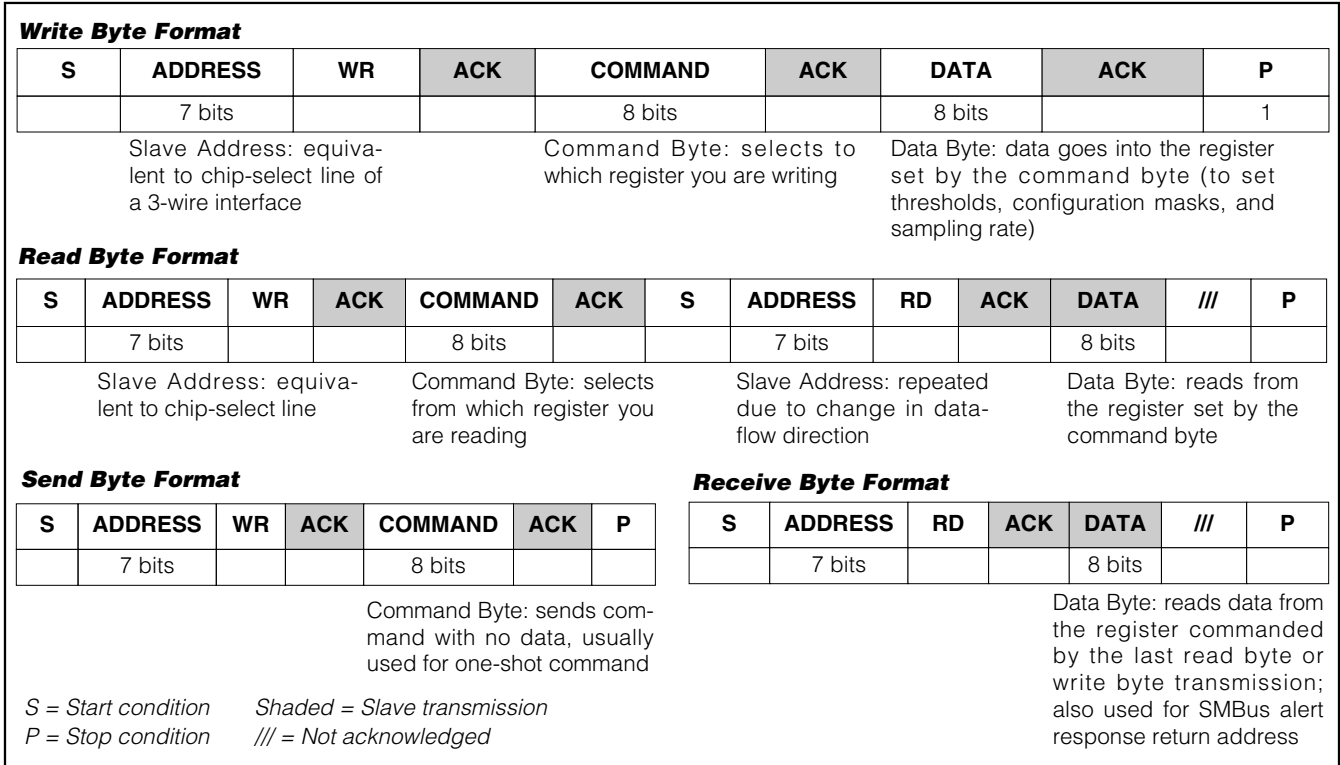 Write Byte Format
S ADDRESS WR ACK COMMAND ACK DATA ACK P
7 bits 8 bits 8 bits 1
Slave Address: equiva-
lent to chip-select line of
a 3-wire interface
Command Byte: selects to
which register you are writing
Data Byte: data goes into the register
set by the command byte (to set
thresholds, configuration masks, and
sampling rate)
Read Byte Format
S ADDRESS WR ACK COMMAND ACK S ADDRESS RD ACK DATA /// P
7 bits 8 bits 7 bits 8 bits
Slave Address: equiva-
lent to chip-select line
Command Byte: selects
from which register you
are reading
Slave Address: repeated
due to change in data-
flow direction
Data Byte: reads from
the register set by the
command byte
Send Byte Format
S ADDRESS WR ACK COMMAND ACK P
7 bits 8 bits
Command Byte: sends com-
mand with no data, usually
used for one-shot command
Receive Byte Format
S ADDRESS RD ACK DATA /// P
7 bits 8 bits
Data Byte: reads data from
the register commanded
by the last read byte or
write byte transmission;
also used for SMBus alert
response return address
S = Start condition Shaded = Slave transmission
P = Stop condition /// = Not acknowledged